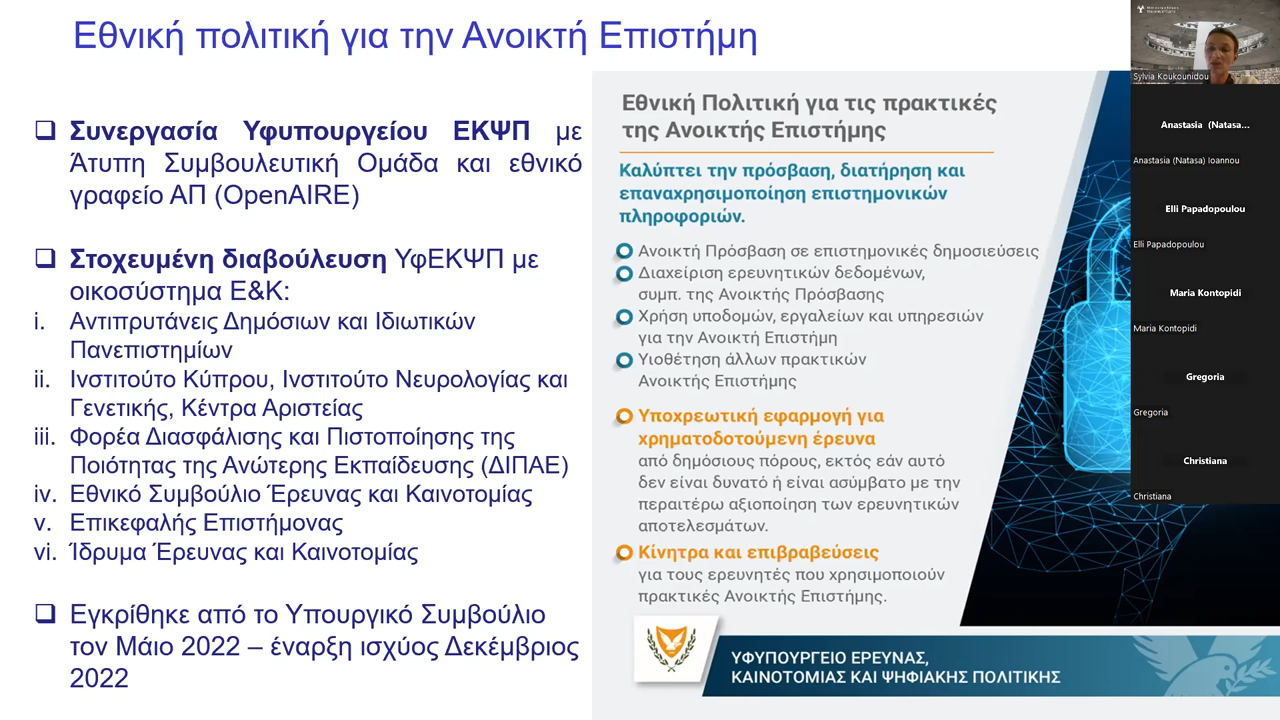 Εθνική πολιτική για την Ανοικτή Επιστήμη
❑ Συνεργασία Υφυπουργείου ΕΚΨΠ με
Άτυπη Συμβουλευτική Ομάδα και εθνικό
γραφείο ΑΠ (OpenAIRE)
❑ Στοχευμένη διαβούλευση ΥφΕΚΨΠ με
οικοσύστημα Ε&Κ:
i. Αντιπρυτάνεις Δημόσιων και Ιδιωτικών
Πανεπιστημίων
ii. Ινστιτούτο Κύπρου, Ινστιτούτο Νευρολογίας και
Γενετικής, Κέντρα Αριστείας
iii. Φορέα Διασφάλισης και Πιστοποίησης της
Ποιότητας της Ανώτερης Εκπαίδευσης (ΔΙΠΑΕ)
iv. Εθνικό Συμβούλιο Έρευνας και Καινοτομίας
v. Επικεφαλής Επιστήμονας
vi. Ίδρυμα Έρευνας και Καινοτομίας
❑ Εγκρίθηκε από το Υπουργικό Συμβούλιο
τον Μάιο 2022 – έναρξη ισχύος Δεκέμβριος
2022
Εθνική Πολιτική για τις πρακτικές
της Ανοικτής Επιστήμης
Καλύπτει την πρόσβαση, διατήρηση και
επαναχρησιμοποίηση επιστημονικών
πληροφοριών.
Ανοικτή Πρόσβαση σε επιστημονικές δημοσιεύσεις
Διαχείριση ερευνητικών δεδομένων,
συμπ. της Ανοικτής Πρόσβασης
Χρήση υποδομών, εργαλείων και υπηρεσιών
για την Ανοικτή Επιστήμη
Υιοθέτηση άλλων πρακτικών
Ανοικτής Επιστήμης
Υποχρεωτική εφαρμογή για
χρηματοδοτούμενη έρευνα
από δημόσιους πόρους, εκτός εάν αυτό
δεν είναι δυνατό ή είναι ασύμβατο με την
περαιτέρω αξιοποίηση των ερευνητικών
αποτελεσμάτων.
Κίνητρα και επιβραβεύσεις
για τους ερευνητές που χρησιμοποιούν
πρακτικές Ανοικτής Επιστήμης.
ΥΦΥΠΟΥΡΓΕΙΟ ΕΡΕΥΝΑΣ,
ΚΑΙΝΟΤΟΜΙΑΣ ΚΑΙ ΨΗΦΙΑΚΗΣ ΠΟΛΙΤΙΚΗΣ
Sylvia Koukounidou
Anastasia (Natasa...
Anastasia (Natasa) Ioannou
Elli Papadopoulou
Elli Papadopoulou
Maria Kontopidi
Maria Kontopidi
Gregoria
Gregoria
Christiana
Christiana